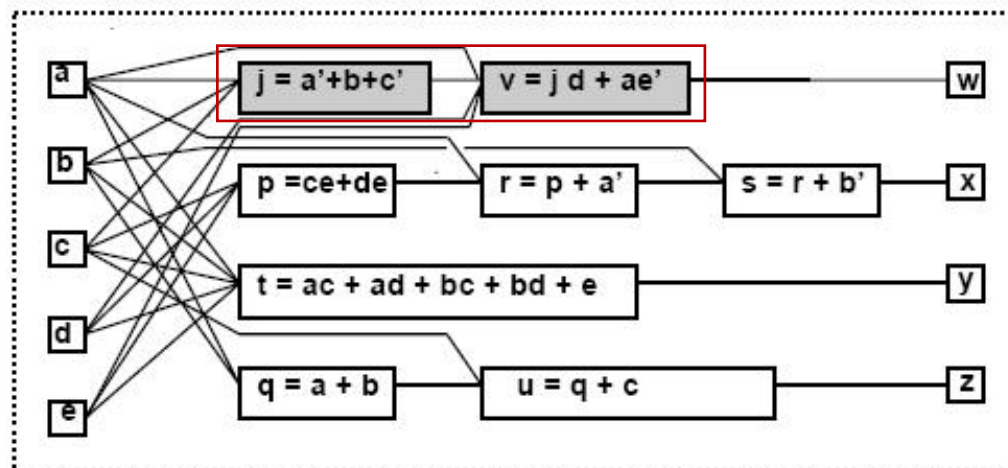 a j = a’+b+c’ v = j d + ae’ w
b p =ce+de r = p + a’ s = r + b’ x
c t = ac + ad + bc + bd + e y
d
q = a + b u = q + c z
e